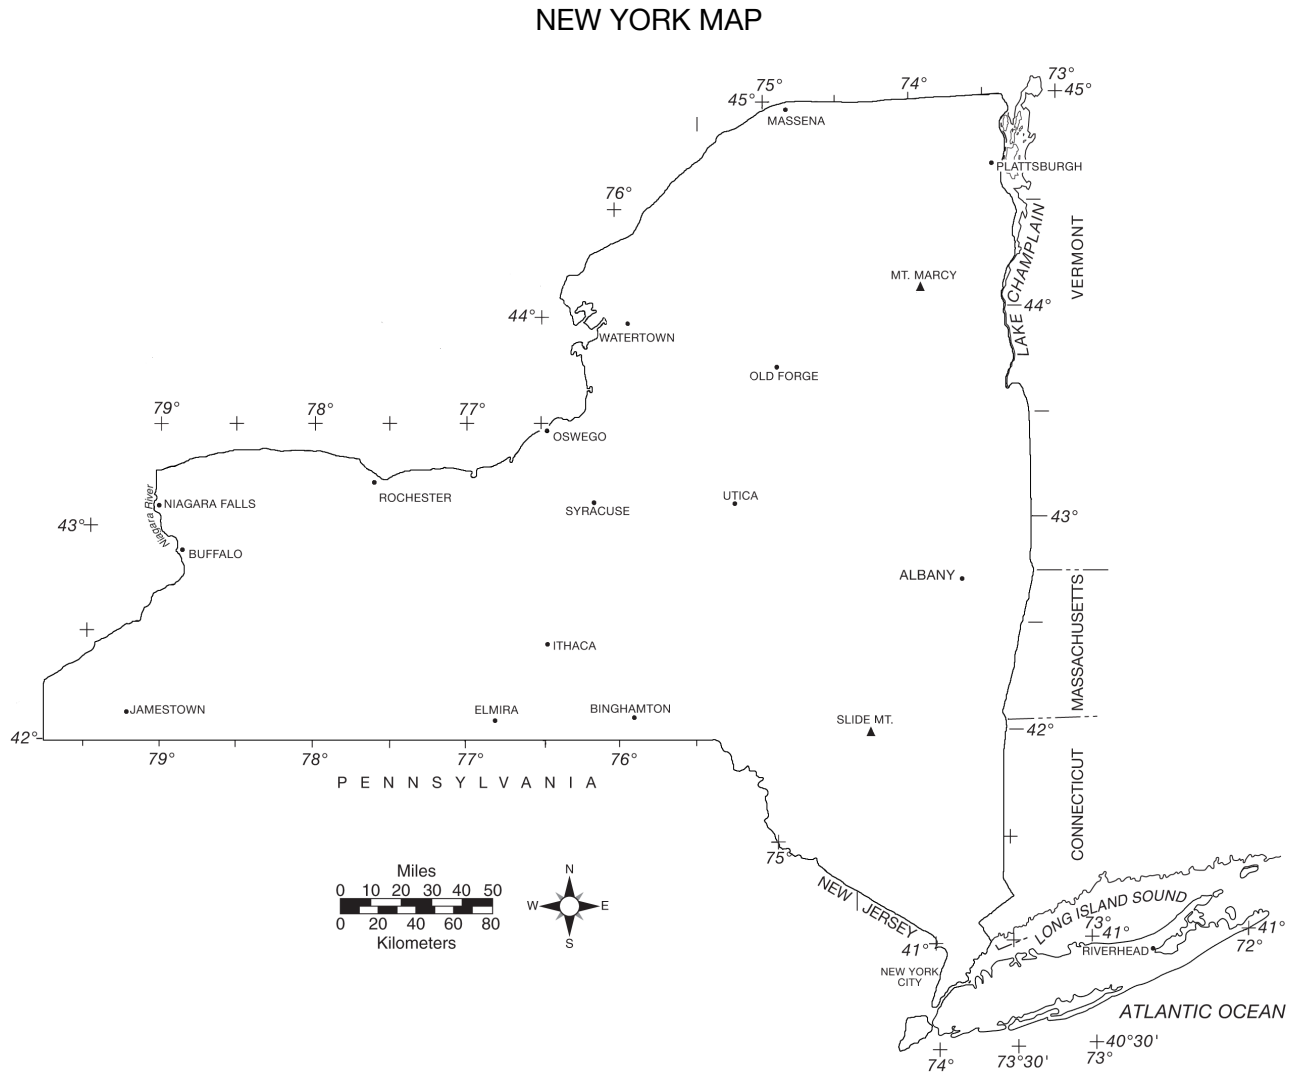 NEW YORK MAP
73°
75°
74°
45°
45°
MASSENA
PLATTSBURGH
76°
LAKE CHAMPLAIN
VERMONT
MT. MARCY
44°
44°
WATERTOWN
OLD FORGE
79°
78°
77°
OSWEGO
Niagara River
NIAGARA FALLS
ROCHESTER
SYRACUSE
UTICA
43°
43°
BUFFALO
ALBANY
MASSACHUSETTS
ITHACA
JAMESTOWN
ELMIRA
BINGHAMTON
SLIDE MT.
42°
42°
79°
78°
77°
76°
PENNSYLVANIA
CONNECTICUT
75°
Miles
0 10 20 30 40 50
0 20 40 60 80
Kilometers
N
W
E
S
NEW JERSEY
LONG ISLAND SOUND
73°
41°
41°
41°
72°
RIVERHEAD
NEW YORK
CITY
ATLANTIC OCEAN
40°30'
73°
74°
73°30'